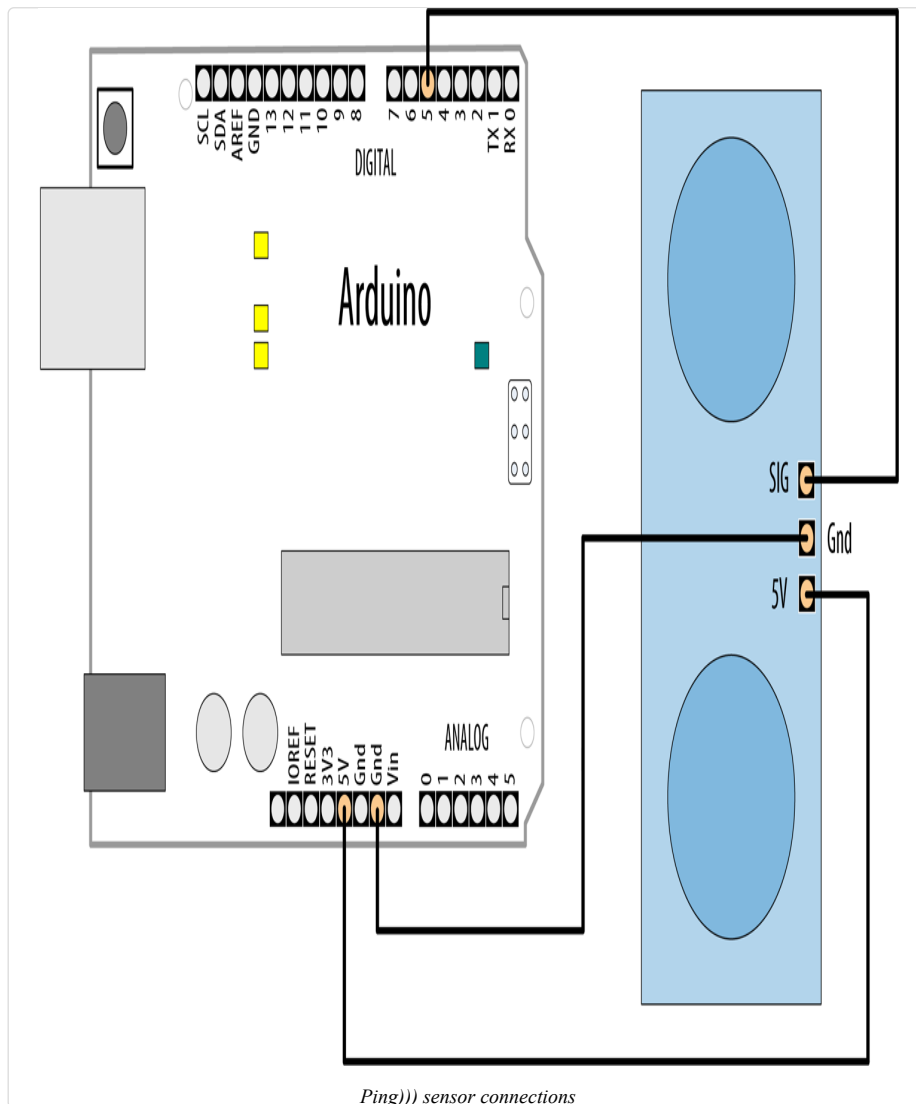 SCL
SDA
AREF
GND
13
12
11
10
9
8
7
6
5
4
3
2
TX 1
RX 0
DIGITAL
Arduino
SIG
Gnd
5V
ANALOG
IOREF
RESET
3V3
5V
Gnd
Gnd
Vin
0
1
2
3
4
5
Ping))) sensor connections